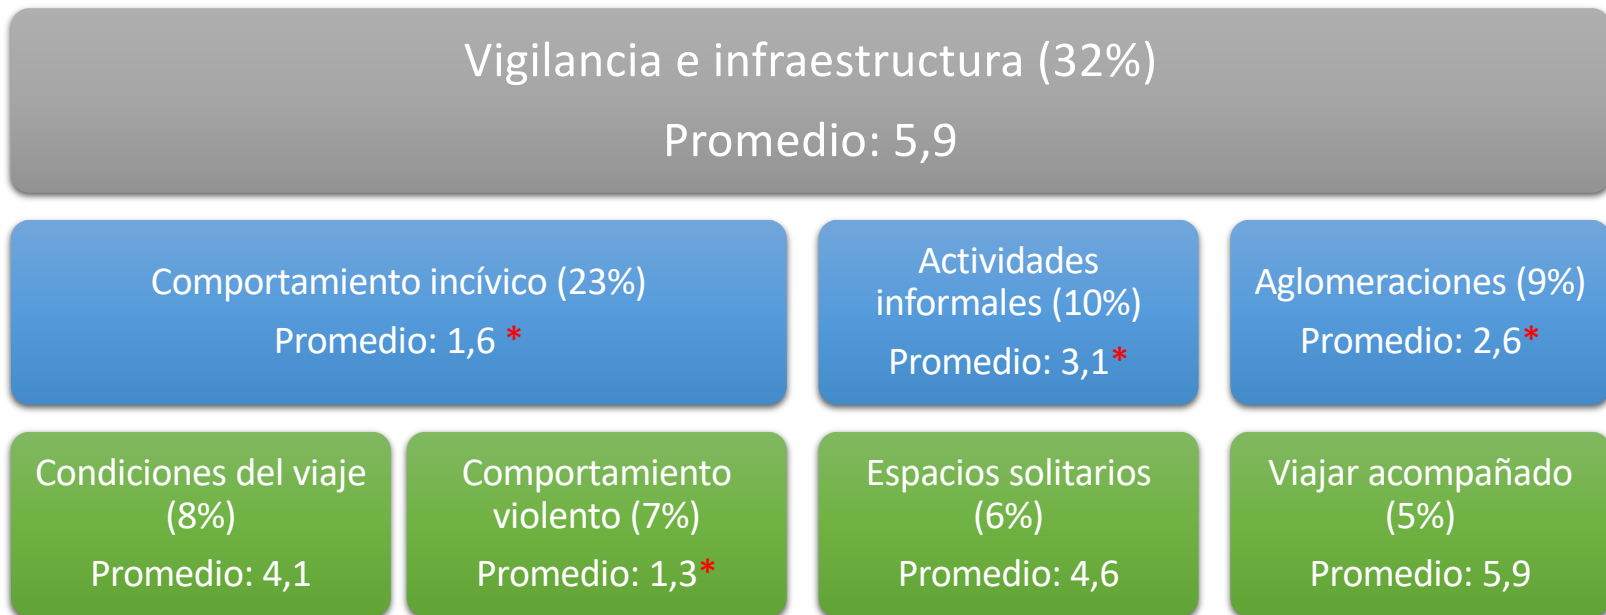 Vigilancia e infraestructura (32%)
Promedio: 5,9
Comportamiento incívico (23%)
Promedio: 1,6 *
Actividades
informales (10%)
Promedio: 3,1*
Aglomeraciones (9%)
Promedio: 2,6*
Condiciones del viaje
(8%)
Promedio: 4,1
Comportamiento
violento (7%)
Promedio: 1,3*
Espacios solitarios
(6%)
Promedio: 4,6
Viajar acompañado
(5%)
Promedio: 5,9